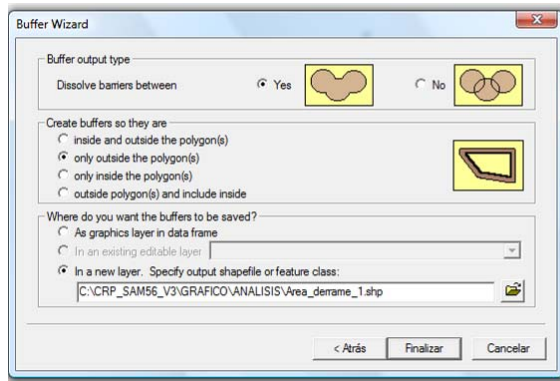 Buffer Wizard
Buffer output type
Dissolve barriers between
Yes
No
Create buffers so they are
inside and outside the polygon(s)
only outside the polygon(s)
only inside the polygon(s)
outside polygon(s) and include inside
Where do you want the buffers to be saved?
As graphics layer in data frame
In an existing editable layer
In a new layer. Specify output shapefile or feature class:
C:\CRP_SAM56_V3\GRAFICO\ANALISIS\Area_derrame_1.shp
< Atrás
Finalizar
Cancelar